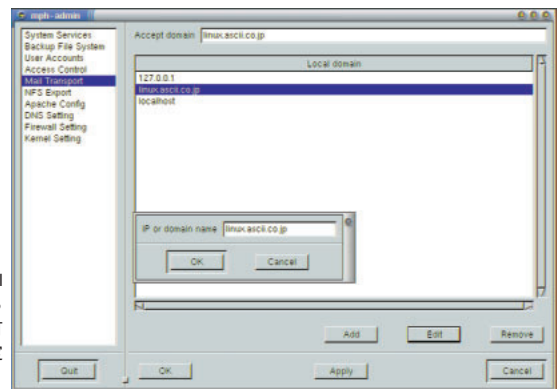 mph-admin
System Services
Backup File System
User Accounts
Access Control
Mail Transport
NFS Export
Apache Config
DNS Setting
Firewall Setting
Kernel Setting
Accept domain linux.ascii.co.jp
Local domain
127.0.0.1
linux.ascii.co.jp
localhost
IP or domain name linux.ascii.co.jp
OK Cancel
Add Edit Remove
Quit OK Apply Cancel